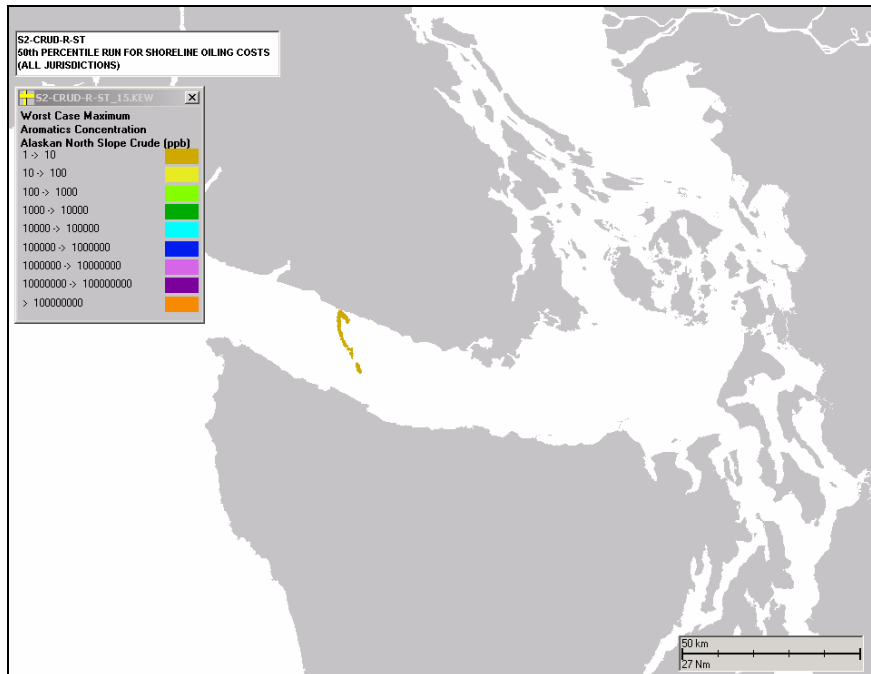 S2-CRUD-R-ST
50th PERCENTILE RUN FOR SHORELINE OILING COSTS
(ALL JURISDICTIONS)
S2-CRUD-R-ST_15.KEW
Worst Case Maximum
Aromatics Concentration
Alaskan North Slope Crude (ppb)
1 -> 10
10 -> 100
100 -> 1000
1000 -> 10000
10000 -> 100000
100000 -> 1000000
1000000 -> 10000000
10000000 -> 100000000
> 100000000
50 km
27 Nm